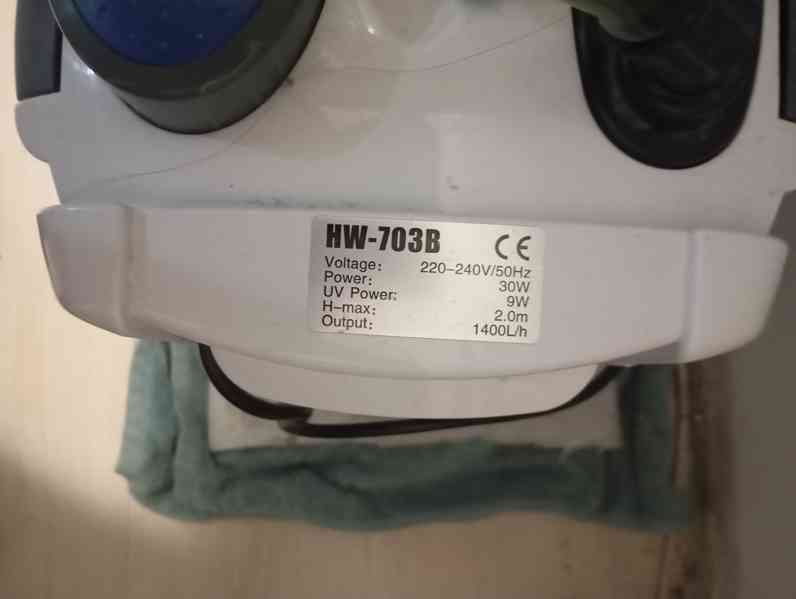 HW-703B CE
Voltage: 220-240V/50Hz
Power: 30W
UV Power: 9W
H-max: 2.0m
Output: 1400L/h